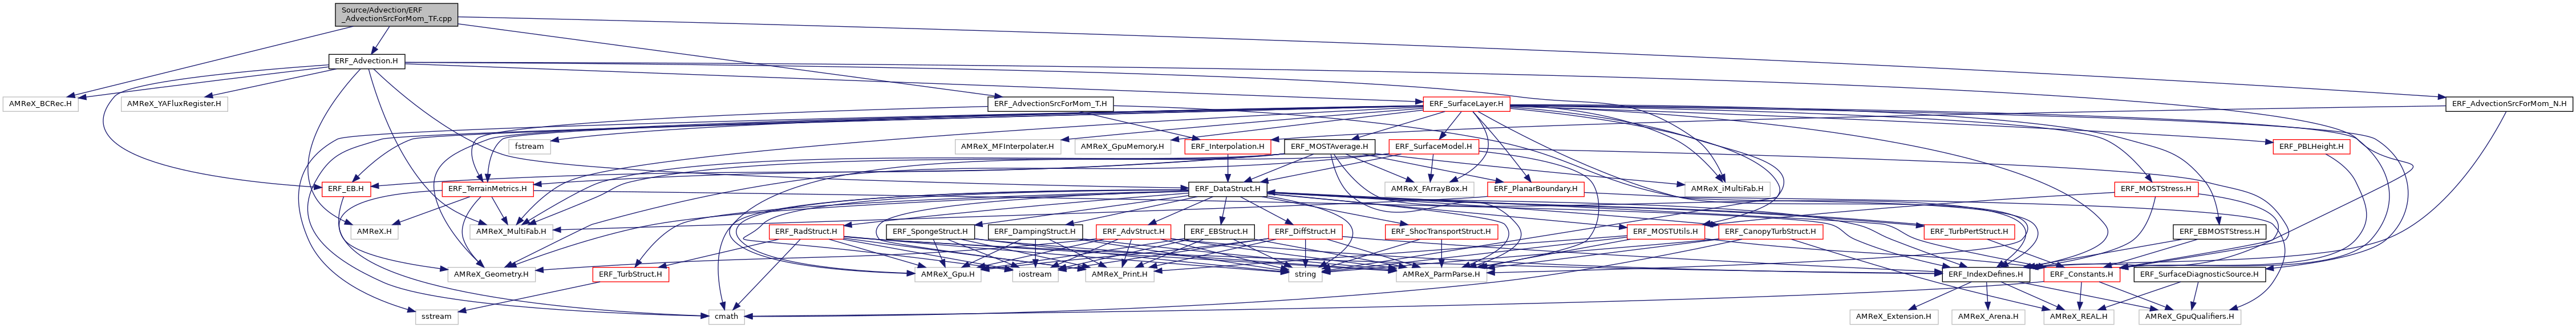 Source/Advection/ERF
_AdvectionSrcForMom_TF.cpp
ERF_Advection.H
AMReX_BCRec.H
AMReX_YAFluxRegister.H
ERF_AdvectionSrcForMom_T.H
ERF_SurfaceLayer.H
ERF_AdvectionSrcForMom_N.H
fstream
AMReX_MFInterpolater.H
AMReX_GpuMemory.H
ERF_Interpolation.H
ERF_MOSTAverage.H
ERF_SurfaceModel.H
ERF_PBLHeight.H
ERF_EB.H
ERF_TerrainMetrics.H
ERF_DataStruct.H
AMReX_FArrayBox.H
ERF_PlanarBoundary.H
AMReX_iMultiFab.H
ERF_MOSTStress.H
AMReX.H
AMReX_MultiFab.H
ERF_RadStruct.H
ERF_SpongeStruct.H
ERF_DampingStruct.H
ERF_AdvStruct.H
ERF_EBStruct.H
ERF_DiffStruct.H
ERF_ShocTransportStruct.H
ERF_MOSTUtils.H
ERF_CanopyTurbStruct.H
ERF_TurbPertStruct.H
ERF_EBMOSTStress.H
AMReX_Geometry.H
ERF_TurbStruct.H
AMReX_Gpu.H
iostream
AMReX_Print.H
string
AMReX_ParmParse.H
ERF_IndexDefines.H
ERF_Constants.H
ERF_SurfaceDiagnosticSource.H
sstream
cmath
AMReX_Extension.H
AMReX_Arena.H
AMReX_REAL.H
AMReX_GpuQualifiers.H